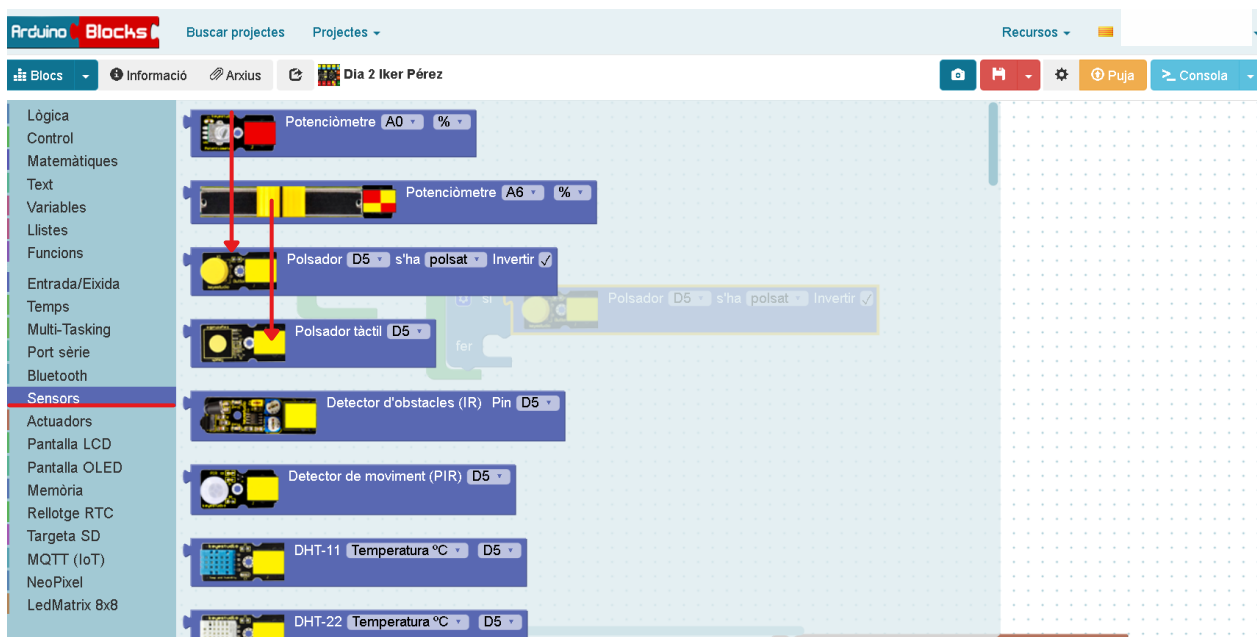 Arduino Blocks Buscar projectes Projectes Recursos
Blocs Informació Arxius Dia 2 Iker Pérez Puja Consola
Lògica
Control
Matemàtiques
Text
Variables
Llistes
Funcions
Entrada/Eixida
Temps
Multi-Tasking
Port sèrie
Bluetooth
Sensors
Actuadors
Pantalla LCD
Pantalla OLED
Memòria
Rellotge RTC
Targeta SD
MQTT (IoT)
NeoPixel
LedMatrix 8x8
Potenciòmetre A0 %
Potenciòmetre A6 %
Polsador D5 s'ha polsat Invertir
Polsador tàctil D5
Detector d'obstacles (IR) Pin D5
Detector de moviment (PIR) D5
DHT-11 Temperatura ºC D5
DHT-22 Temperatura ºC D5
si Polsador D5 s'ha polsat Invertir
fer